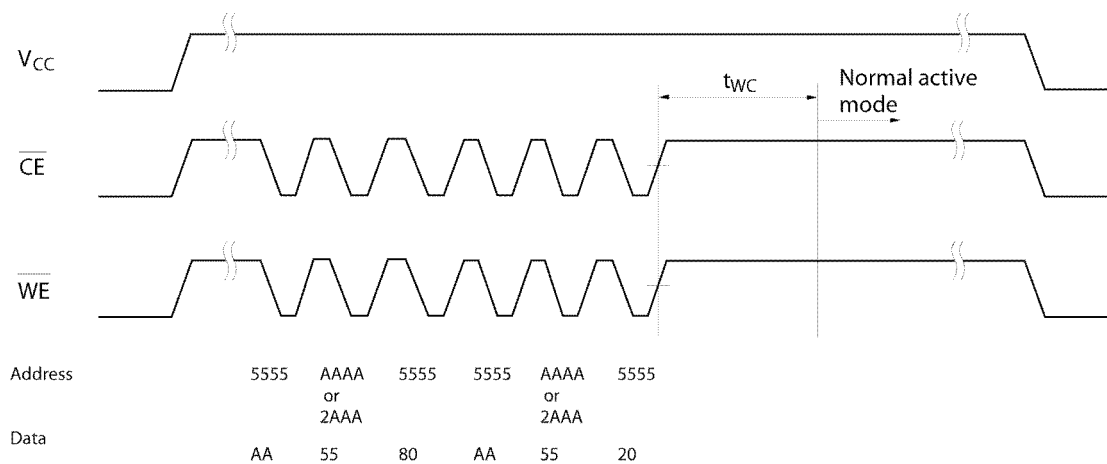 VCC
tWC
Normal active
mode
CE
WE
Address 5555 AAAA 5555 5555 AAAA 5555
or or
2AAA 2AAA
Data
AA 55 80 AA 55 20